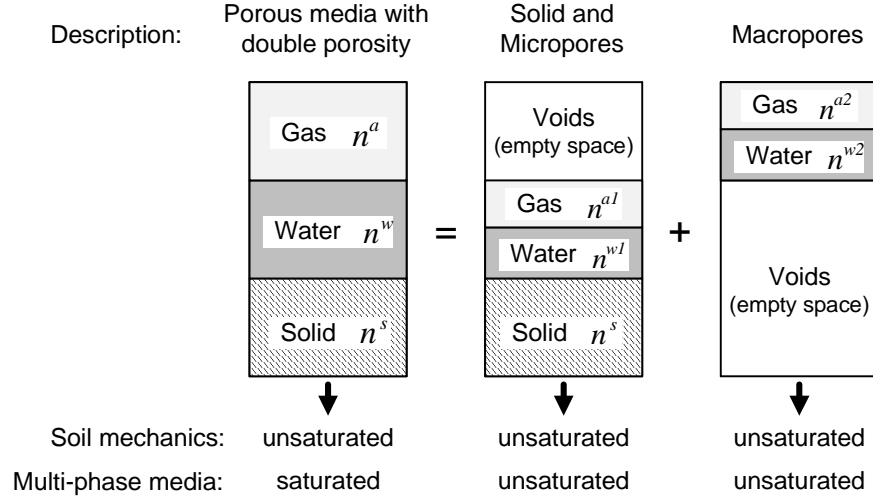 Description:
Porous media with
double porosity
Solid and
Micropores
Macropores
Gas n^a
Water n^w
Solid n^s
=
Voids
(empty space)
Gas n^{a1}
Water n^{w1}
Solid n^s
+
Gas n^{a2}
Water n^{w2}
Voids
(empty space)
Soil mechanics: unsaturated unsaturated unsaturated
Multi-phase media: saturated unsaturated unsaturated